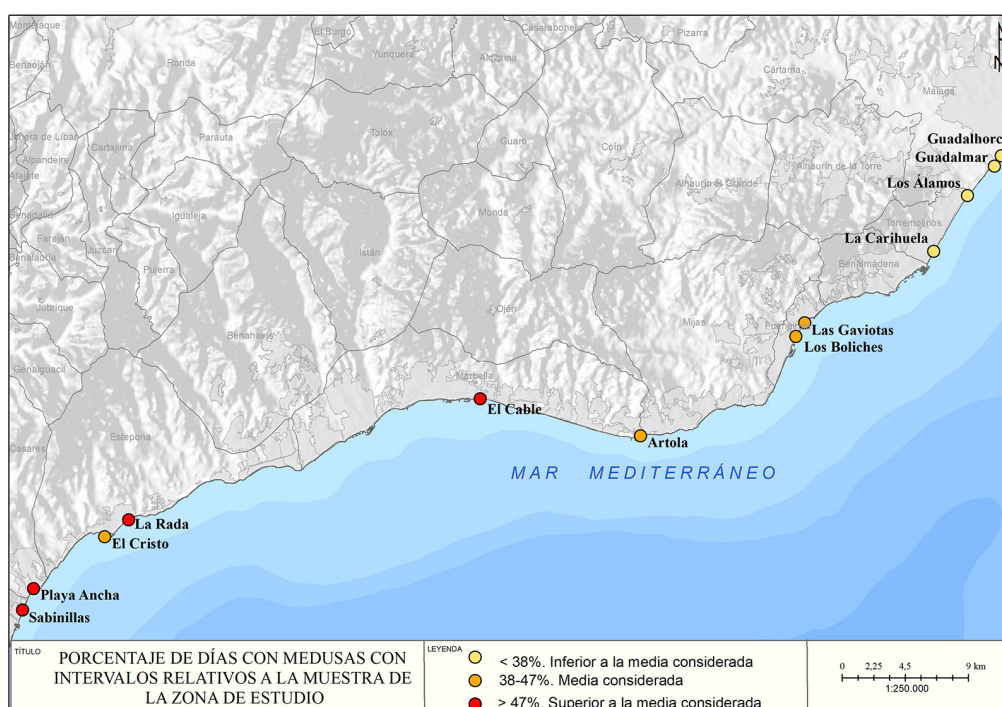 Montejaque
El Burgo
Casarabonela
Pizarra
Yunquera
Alozaina
Benaoján
Ronda
Cártama
Málaga
Jimera de Líbar
Cartajima
Parauta
Tolox
Guaro
Coín
Alhaurín de la Torre
Guadalhorc
Guadalmar
Alpandeire
Atajate
Alhaurín el Grande
Los Álamos
Benadalid
Igualeja
Monda
Torremolinos
Faraján
Júzcar
Istán
La Carihuela
Benalauría
Pujerra
Benalmádena
Jubrique
Ojén
Mijas
Las Gaviotas
Benahavís
Los Boliches
Genalguacil
Marbella
El Cable
Estepona
Artola
Casares
MAR MEDITERRÁNEO
La Rada
El Cristo
Playa Ancha
Sabinillas
TÍTULO
PORCENTAJE DE DÍAS CON MEDUSAS CON
INTERVALOS RELATIVOS A LA MUESTRA DE
LA ZONA DE ESTUDIO
LEYENDA
< 38%. Inferior a la media considerada
38-47%. Media considerada
> 47%. Superior a la media considerada
0 2,25 4,5 9 km
1:250.000